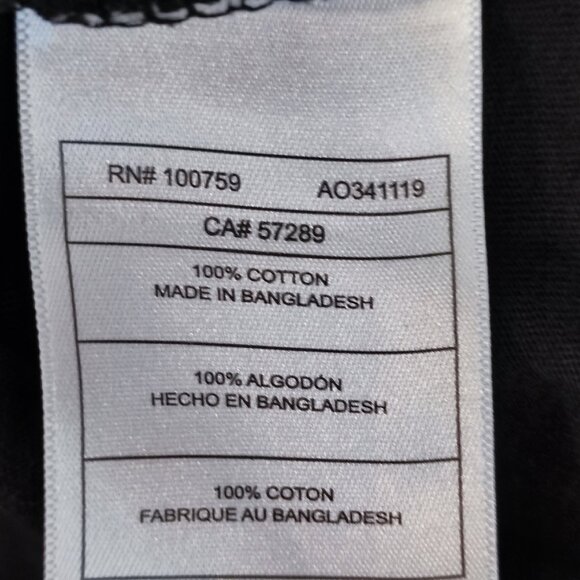 RN# 100759 AO341119
CA# 57289
100% COTTON
MADE IN BANGLADESH
100% ALGODÓN
HECHO EN BANGLADESH
100% COTON
FABRIQUE AU BANGLADESH